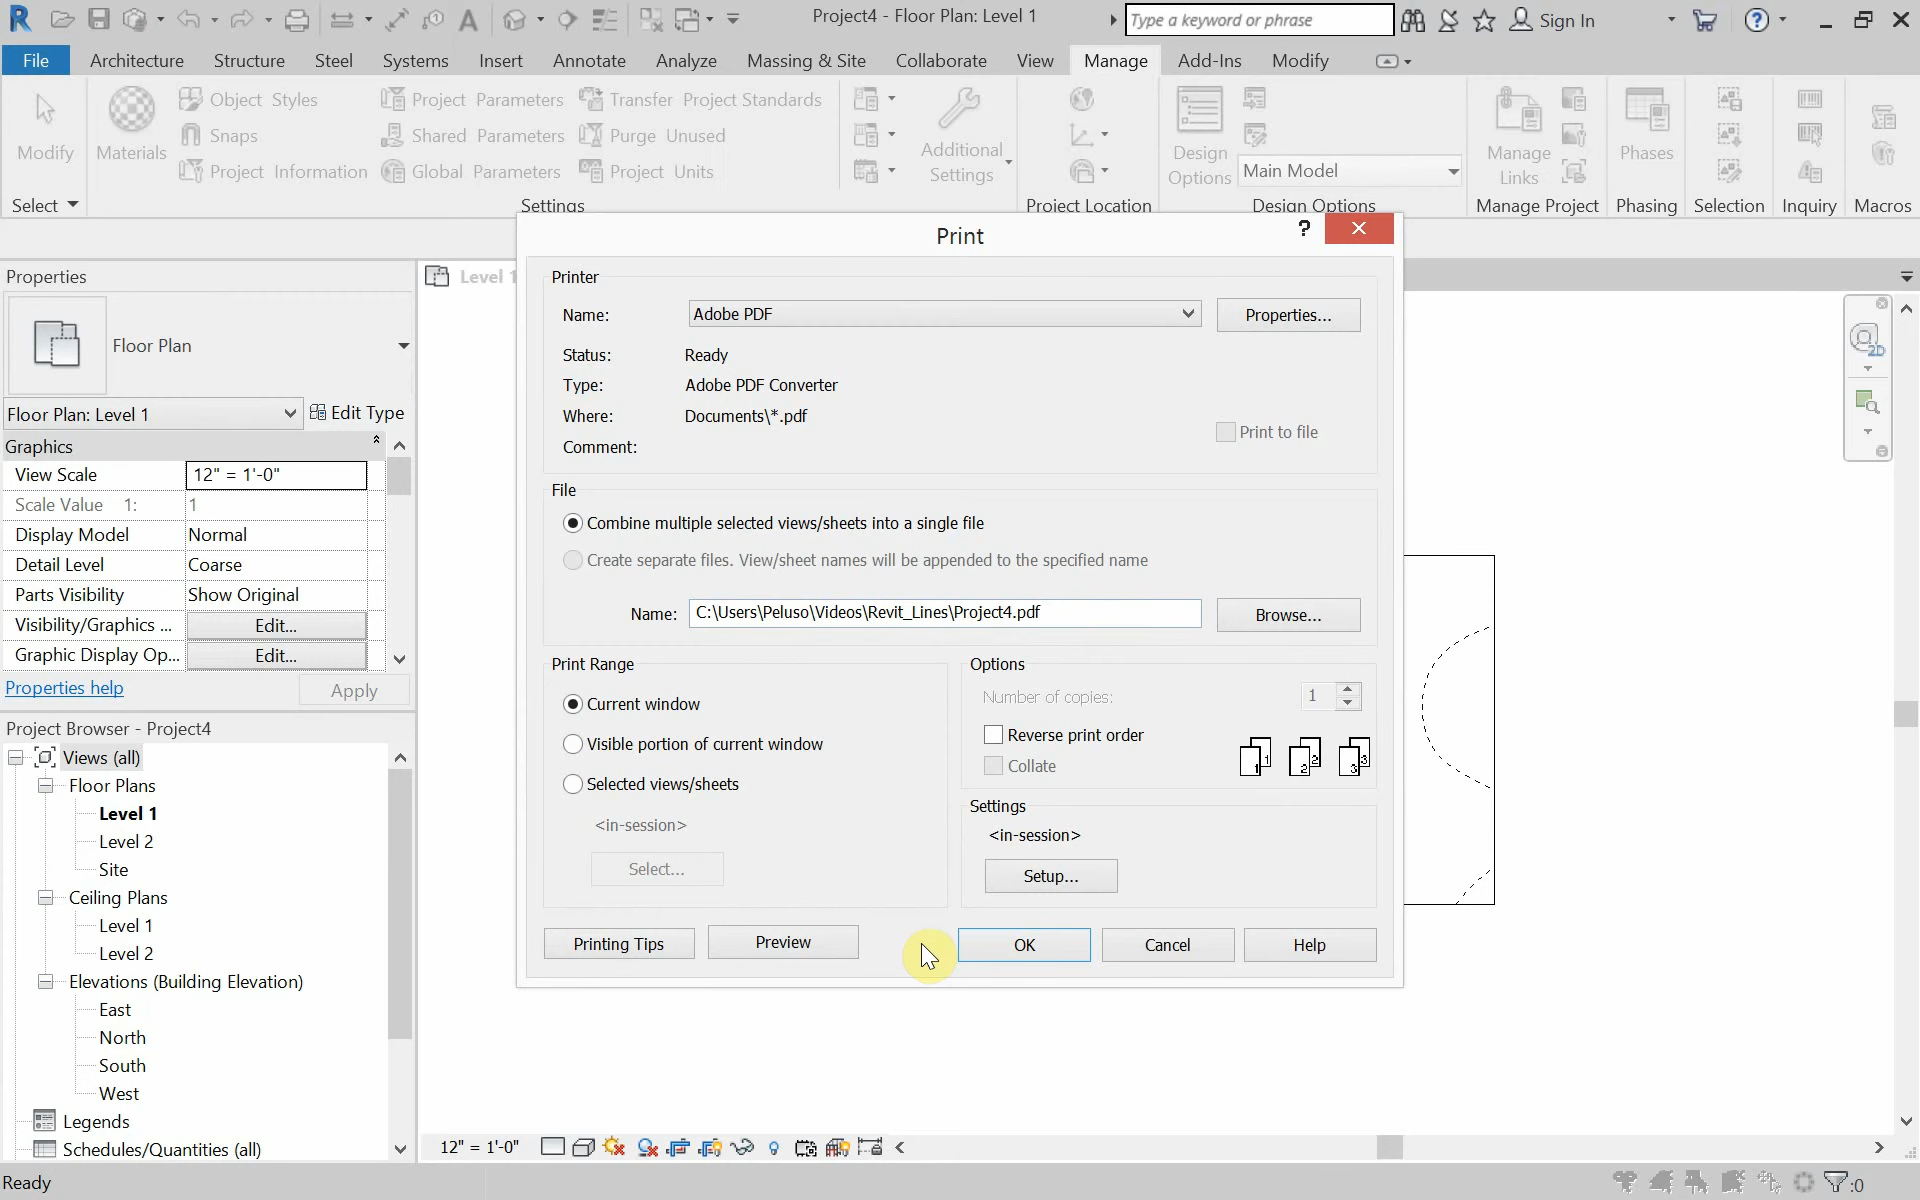 Project4 - Floor Plan: Level 1
Type a keyword or phrase
Sign In
File Architecture Structure Steel Systems Insert Annotate Analyze Massing & Site Collaborate View Manage Add-Ins Modify
Modify
Materials
Object Styles
Snaps
Project Information
Project Parameters
Shared Parameters
Global Parameters
Transfer Project Standards
Purge Unused
Project Units
Additional
Settings
Design
Options
Main Model
Manage
Links
Phases
Select
Settings
Project Location
Design Options
Manage Project
Phasing
Selection
Inquiry
Macros
Properties
Floor Plan
Floor Plan: Level 1
Edit Type
Graphics
View Scale 12" = 1'-0"
Scale Value 1: 1
Display Model Normal
Detail Level Coarse
Parts Visibility Show Original
Visibility/Graphics ... Edit...
Graphic Display Op... Edit...
Properties help
Apply
Project Browser - Project4
Views (all)
Floor Plans
Level 1
Level 2
Site
Ceiling Plans
Level 1
Level 2
Elevations (Building Elevation)
East
North
South
West
Legends
Schedules/Quantities (all)
Ready
Level 1
2D
Print
?
Printer
Name: Adobe PDF
Properties...
Status: Ready
Type: Adobe PDF Converter
Where: Documents\*.pdf
Comment:
Print to file
File
Combine multiple selected views/sheets into a single file
Create separate files. View/sheet names will be appended to the specified name
Name: C:\Users\Peluso\Videos\Revit_Lines\Project4.pdf
Browse...
Print Range
Current window
Visible portion of current window
Selected views/sheets
<in-session>
Select...
Options
Number of copies: 1
Reverse print order
Collate
1 1 2 2 3 3
Settings
<in-session>
Setup...
Printing Tips
Preview
OK
Cancel
Help
12" = 1'-0"
:0